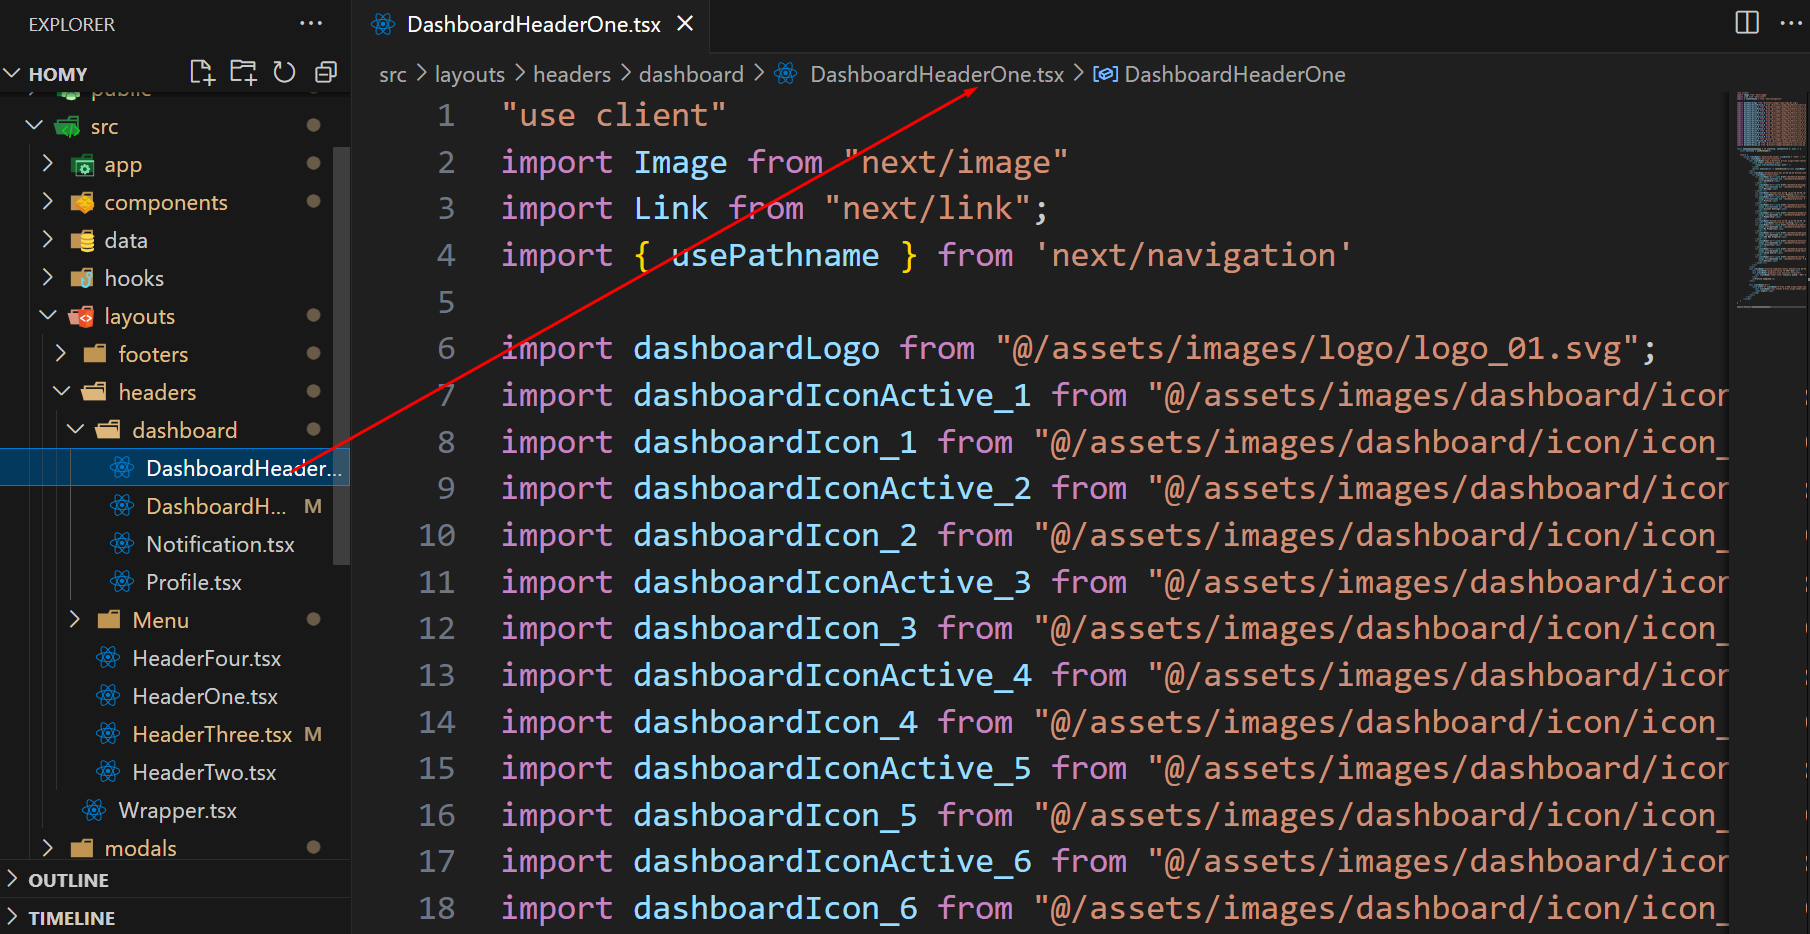 EXPLORER
HOMY
public
src
app
components
data
hooks
layouts
footers
headers
dashboard
DashboardHeader...
DashboardH... M
Notification.tsx
Profile.tsx
Menu
HeaderFour.tsx
HeaderOne.tsx
HeaderThree.tsx M
HeaderTwo.tsx
Wrapper.tsx
modals
OUTLINE
TIMELINE
DashboardHeaderOne.tsx
src > layouts > headers > dashboard > DashboardHeaderOne.tsx > DashboardHeaderOne
1 "use client"
2 import Image from "next/image"
3 import Link from "next/link";
4 import { usePathname } from 'next/navigation'
5
6 import dashboardLogo from "@/assets/images/logo/logo_01.svg";
7 import dashboardIconActive_1 from "@/assets/images/dashboard/icon
8 import dashboardIcon_1 from "@/assets/images/dashboard/icon/icon_
9 import dashboardIconActive_2 from "@/assets/images/dashboard/icon
10 import dashboardIcon_2 from "@/assets/images/dashboard/icon/icon_
11 import dashboardIconActive_3 from "@/assets/images/dashboard/icon
12 import dashboardIcon_3 from "@/assets/images/dashboard/icon/icon_
13 import dashboardIconActive_4 from "@/assets/images/dashboard/icon
14 import dashboardIcon_4 from "@/assets/images/dashboard/icon/icon_
15 import dashboardIconActive_5 from "@/assets/images/dashboard/icon
16 import dashboardIcon_5 from "@/assets/images/dashboard/icon/icon_
17 import dashboardIconActive_6 from "@/assets/images/dashboard/icon
18 import dashboardIcon_6 from "@/assets/images/dashboard/icon/icon_